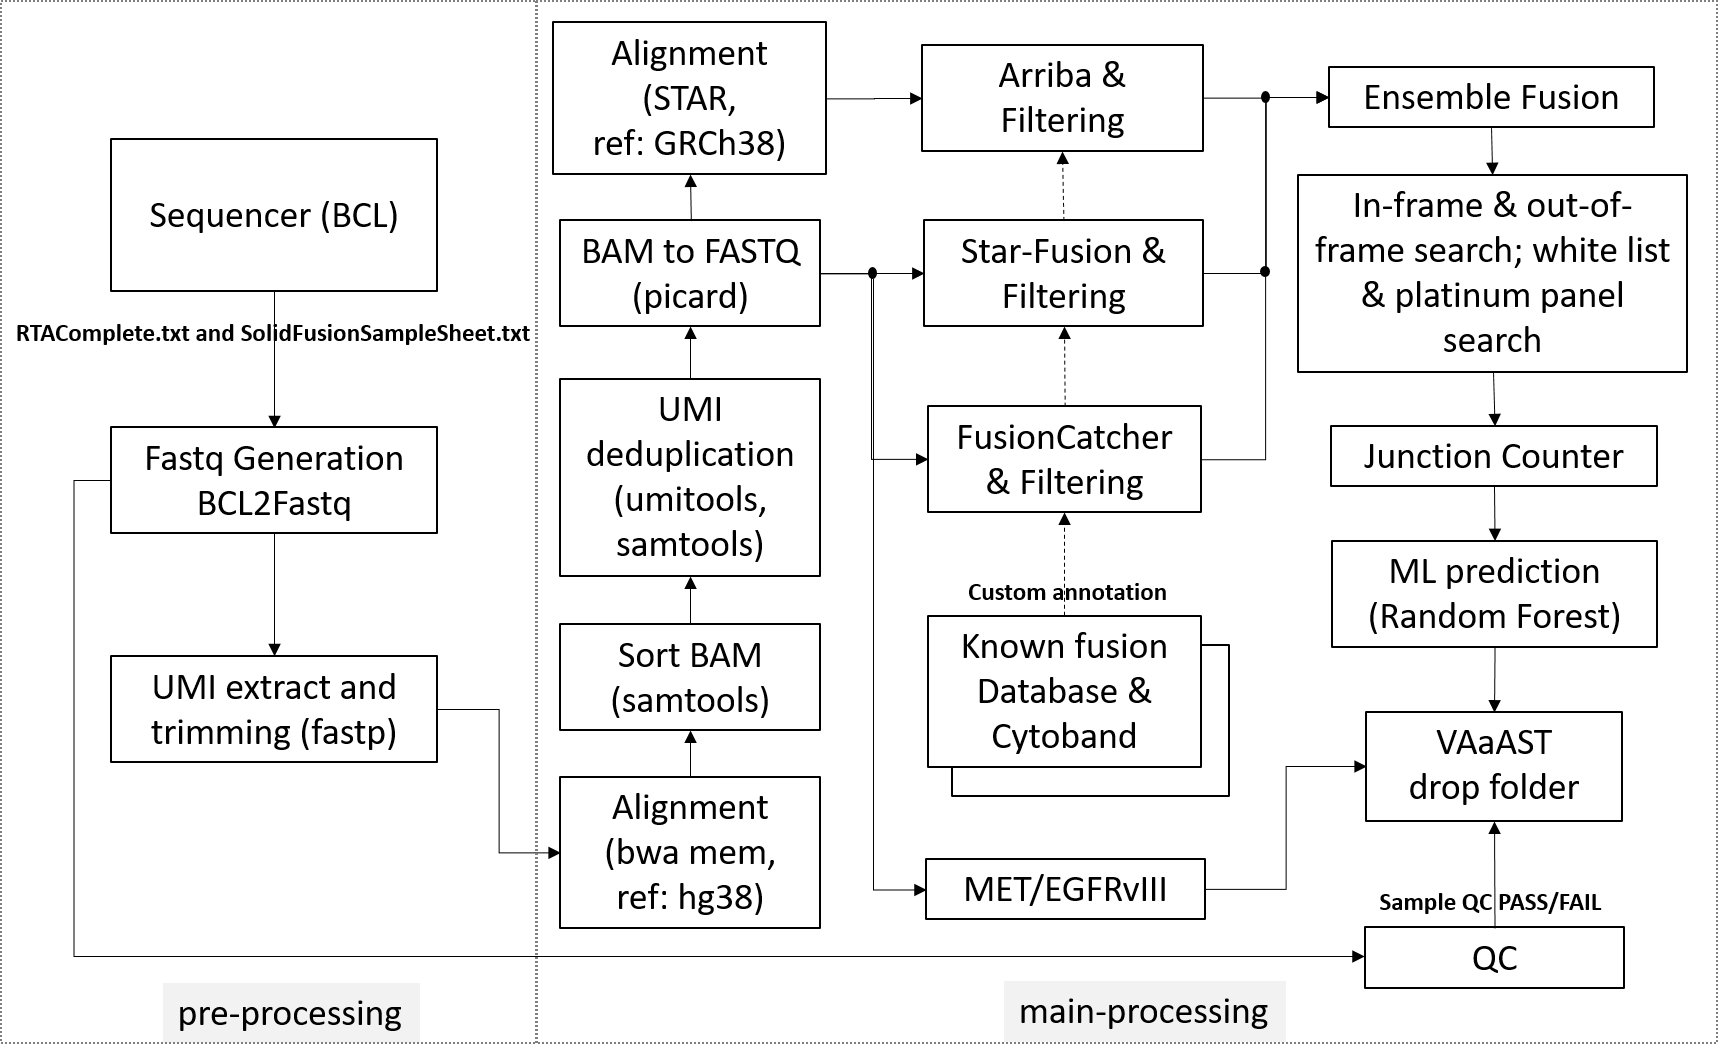 Sequencer (BCL)
RTAComplete.txt and SolidFusionSampleSheet.txt
Fastq Generation
BCL2Fastq
UMI extract and
trimming (fastp)
pre-processing
Alignment
(STAR,
ref: GRCh38)
BAM to FASTQ
(picard)
UMI
deduplication
(umitools,
samtools)
Sort BAM
(samtools)
Alignment
(bwa mem,
ref: hg38)
Arriba &
Filtering
Star-Fusion &
Filtering
FusionCatcher
& Filtering
Custom annotation
Known fusion
Database &
Cytoband
MET/EGFRvIII
Ensemble Fusion
In-frame & out-of-
frame search; white list
& platinum panel
search
Junction Counter
ML prediction
(Random Forest)
VAaAST
drop folder
Sample QC PASS/FAIL
QC
main-processing